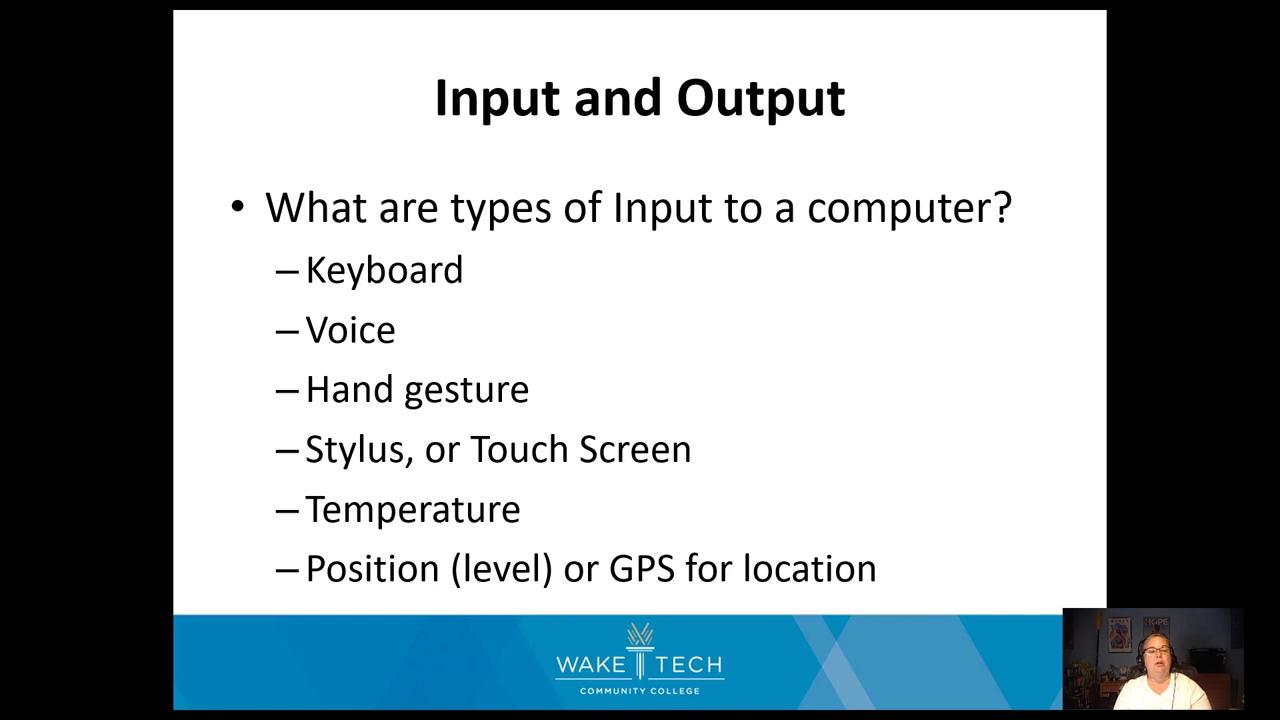 Input and Output
• What are types of Input to a computer?
– Keyboard
– Voice
– Hand gesture
– Stylus, or Touch Screen
– Temperature
– Position (level) or GPS for location
WAKE TECH
COMMUNITY COLLEGE
HOPE